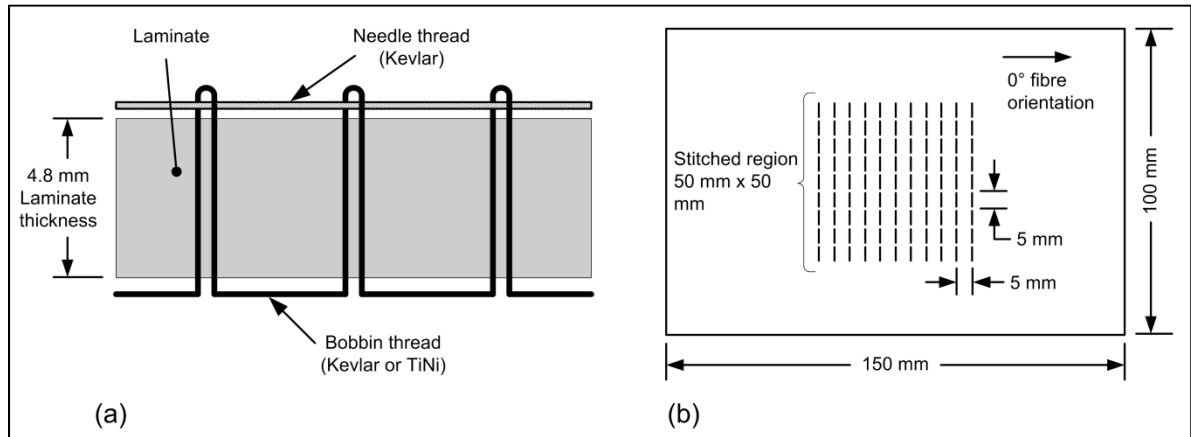 Laminate
Needle thread
(Kevlar)
4.8 mm
Laminate
thickness
Bobbin thread
(Kevlar or TiNi)
(a)
0° fibre
orientation
Stitched region
50 mm x 50
mm
5 mm
5 mm
100 mm
150 mm
(b)